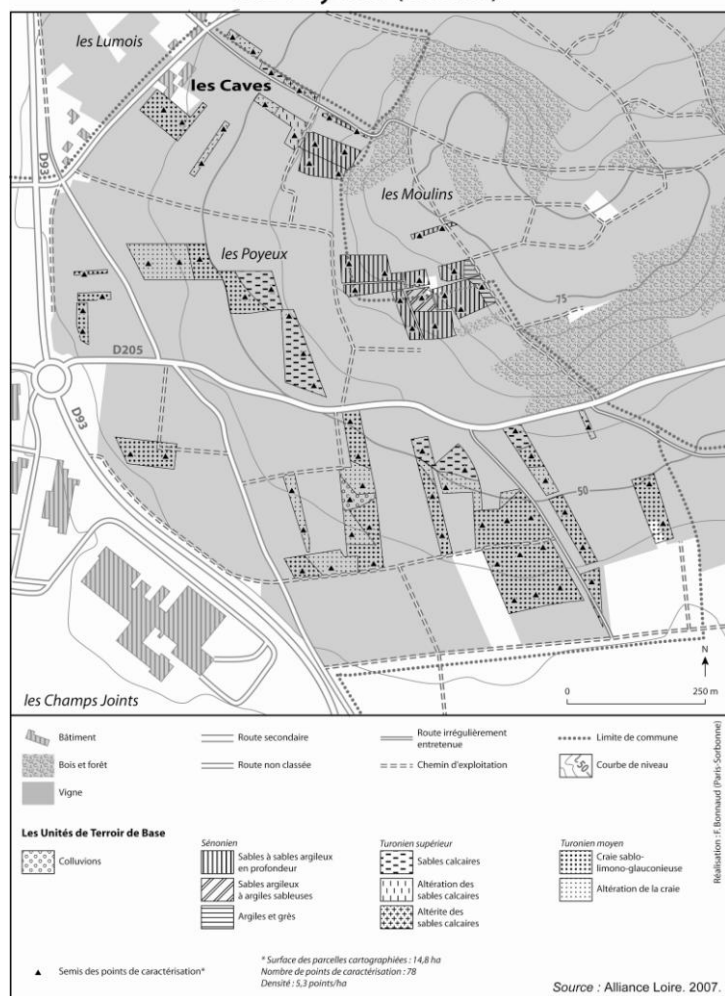 les Lumois
les Caves
D93
les Moulins
les Poyeux
75
D205
D93
50
N
0 250 m
les Champs Joints
Bâtiment
Bois et forêt
Vigne
Route secondaire
Route non classée
Route irrégulièrement
entretenue
Chemin d'exploitation
Limite de commune
50
Courbe de niveau
Les Unités de Terroir de Base
Colluvions
Sénonien
Sables à sables argileux
en profondeur
Sables argileux
à argiles sableuses
Argiles et grès
Turonien supérieur
Sables calcaires
Altération des
sables calcaires
Altérite des
sables calcaires
Turonien moyen
Craie sablo-
limono-glauconieuse
Altération de la craie
Semis des points de caractérisation*
* Surface des parcelles cartographiées : 14,8 ha
Nombre de points de caractérisation : 78
Densité : 5,3 points/ha
Réalisation : F. Bonnaud (Paris-Sorbonne)
Source : Alliance Loire. 2007.